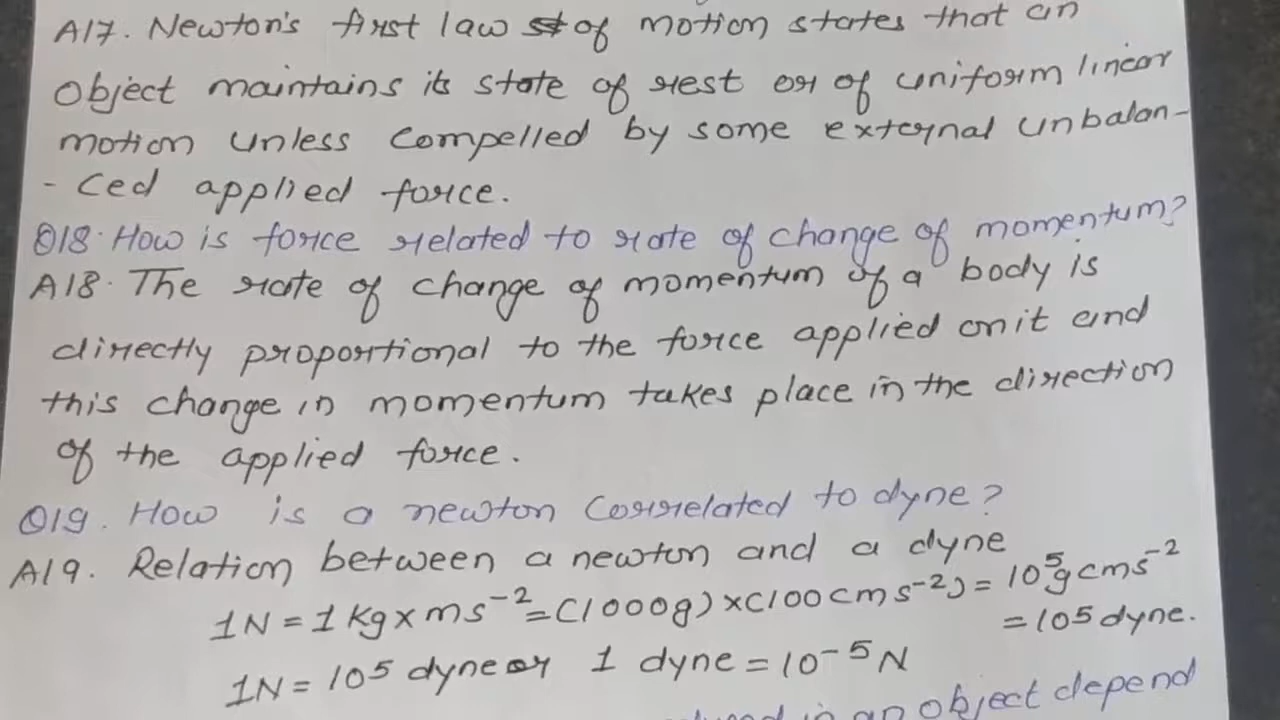 A17. Newton's first law of motion states that an
object maintains its state of rest or of uniform linear
motion unless compelled by some external unbalan-
- ced applied force.
Q18. How is force related to rate of change of momentum?
A18. The rate of change of momentum of a body is
directly proportional to the force applied on it and
this change in momentum takes place in the direction
of the applied force.
Q19. How is a newton correlated to dyne?
A19. Relation between a newton and a dyne
1N = 1 Kg x ms⁻² = (1000g) x (100 cm s⁻²) = 10⁵ g cms⁻²
= 10⁵ dyne.
1N = 10⁵ dyne or 1 dyne = 10⁻⁵ N
in an object depend